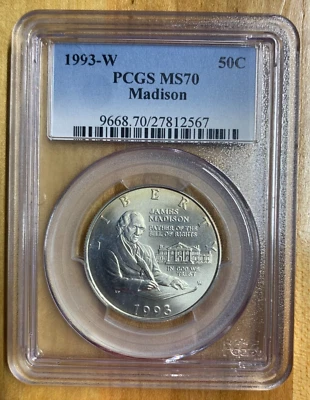 1993-W 50C
PCGS MS70
Madison
9668.70/27812567
LIBERTY
JAMES
MADISON
FATHER OF THE
BILL OF RIGHTS
IN GOD WE
TRUST
1993